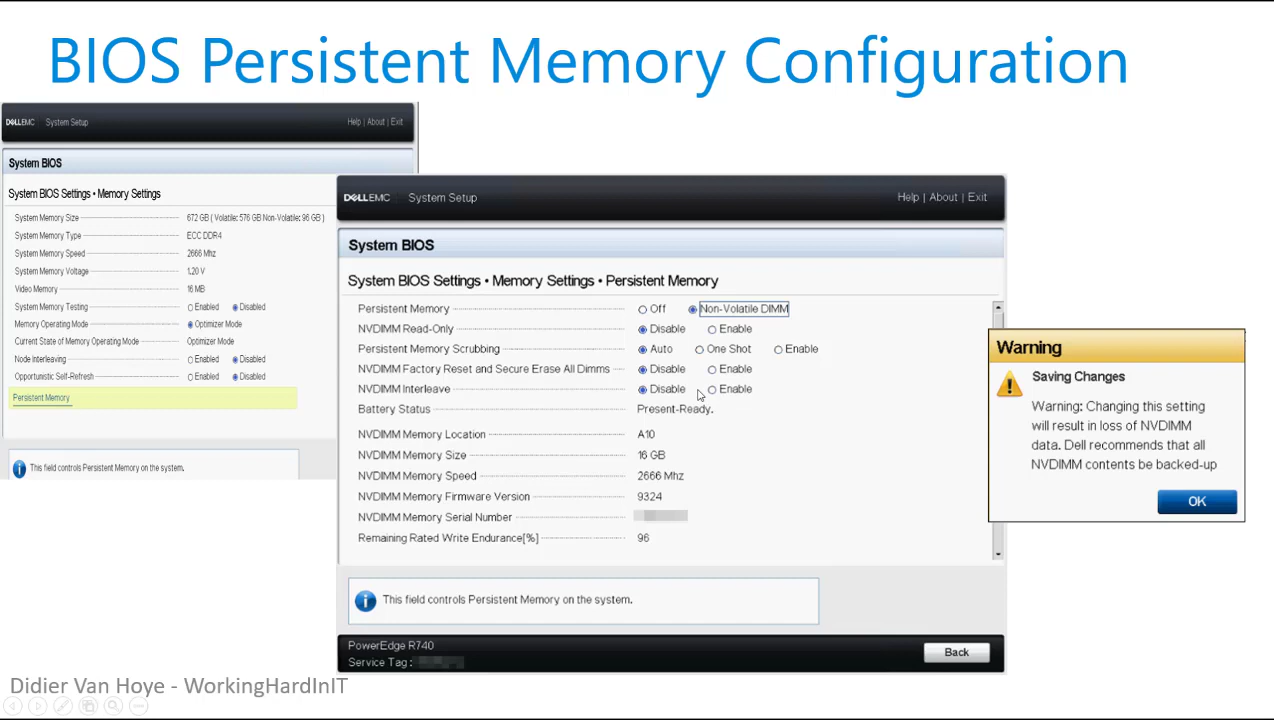 BIOS Persistent Memory Configuration
DELLEMC System Setup Help | About | Exit
System BIOS
System BIOS Settings • Memory Settings
System Memory Size 672 GB ( Volatile: 576 GB Non-Volatile: 96 GB )
System Memory Type ECC DDR4
System Memory Speed 2666 Mhz
System Memory Voltage 1.20 V
Video Memory 16 MB
System Memory Testing Enabled Disabled
Memory Operating Mode Optimizer Mode
Current State of Memory Operating Mode Optimizer Mode
Node Interleaving Enabled Disabled
Opportunistic Self-Refresh Enabled Disabled
Persistent Memory
This field controls Persistent Memory on the system.
DELLEMC System Setup Help | About | Exit
System BIOS
System BIOS Settings • Memory Settings • Persistent Memory
Persistent Memory Off Non-Volatile DIMM
NVDIMM Read-Only Disable Enable
Persistent Memory Scrubbing Auto One Shot Enable
NVDIMM Factory Reset and Secure Erase All Dimms Disable Enable
NVDIMM Interleave Disable Enable
Battery Status Present-Ready.
NVDIMM Memory Location A10
NVDIMM Memory Size 16 GB
NVDIMM Memory Speed 2666 Mhz
NVDIMM Memory Firmware Version 9324
NVDIMM Memory Serial Number
Remaining Rated Write Endurance[%] 96
This field controls Persistent Memory on the system.
PowerEdge R740
Service Tag :
Back
Warning
Saving Changes
Warning: Changing this setting
will result in loss of NVDIMM
data. Dell recommends that all
NVDIMM contents be backed-up
OK
Didier Van Hoye - WorkingHardInIT